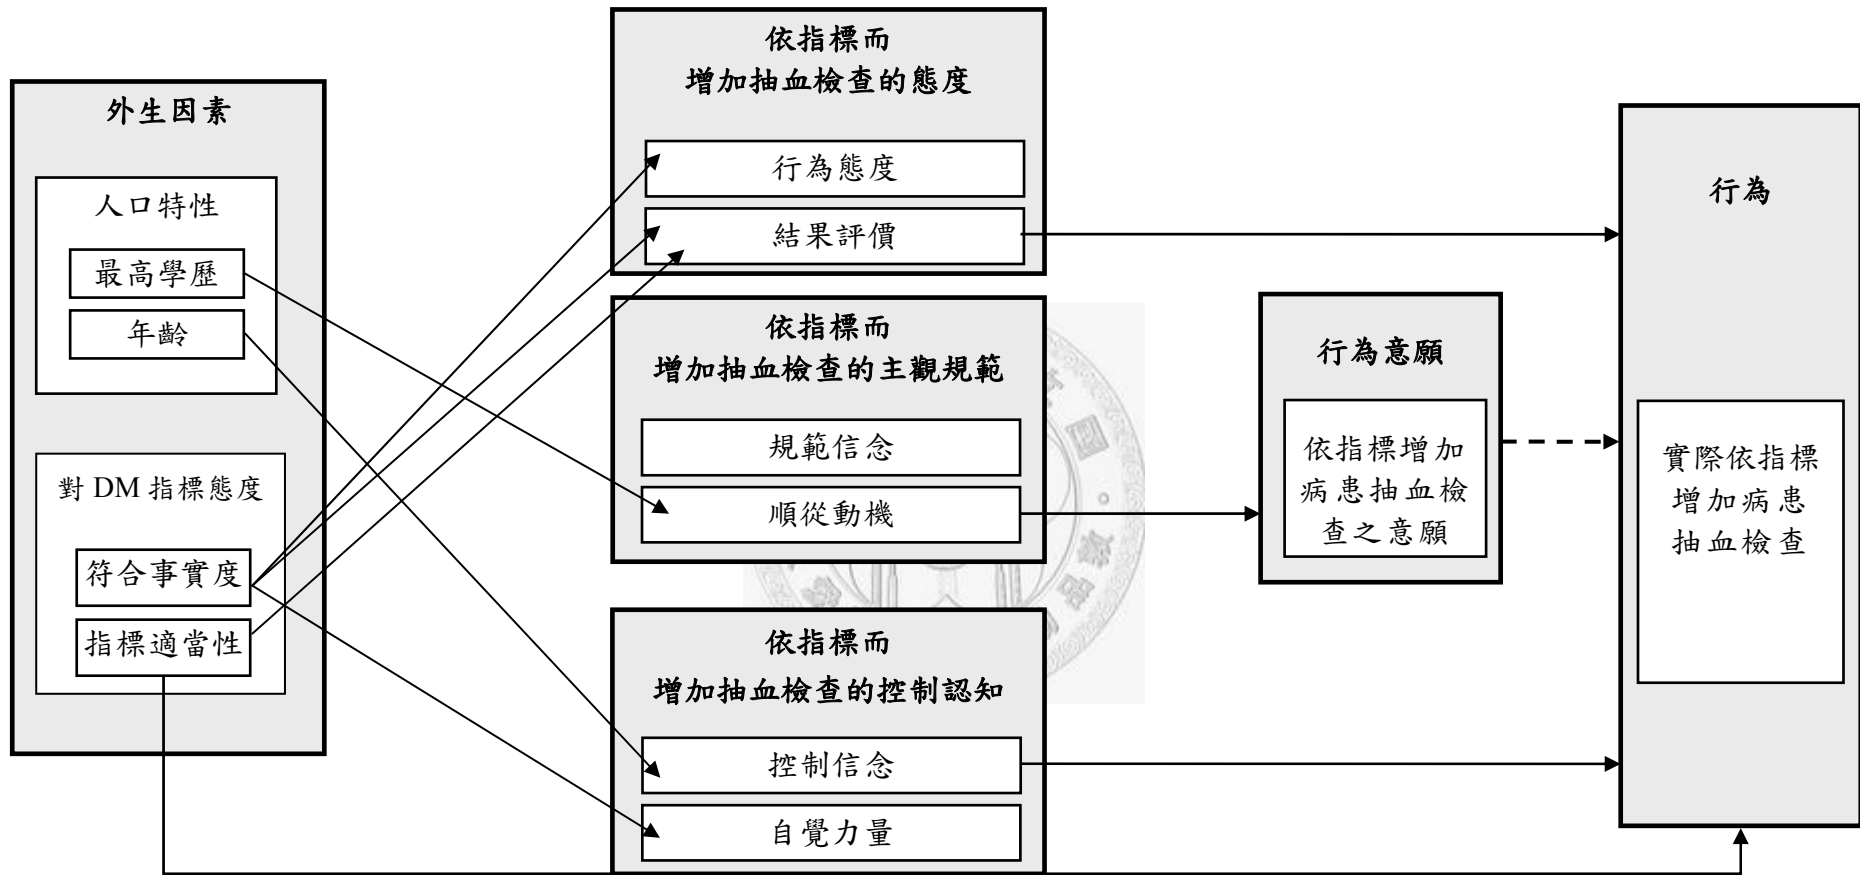 外生因素
人口特性
最高學歷
年齡
對 DM 指標態度
符合事實度
指標適當性
依指標而
增加抽血檢查的態度
行為態度
結果評價
依指標而
增加抽血檢查的主觀規範
規範信念
順從動機
依指標而
增加抽血檢查的控制認知
控制信念
自覺力量
行為意願
依指標增加
病患抽血檢
查之意願
行為
實際依指標
增加病患
抽血檢查